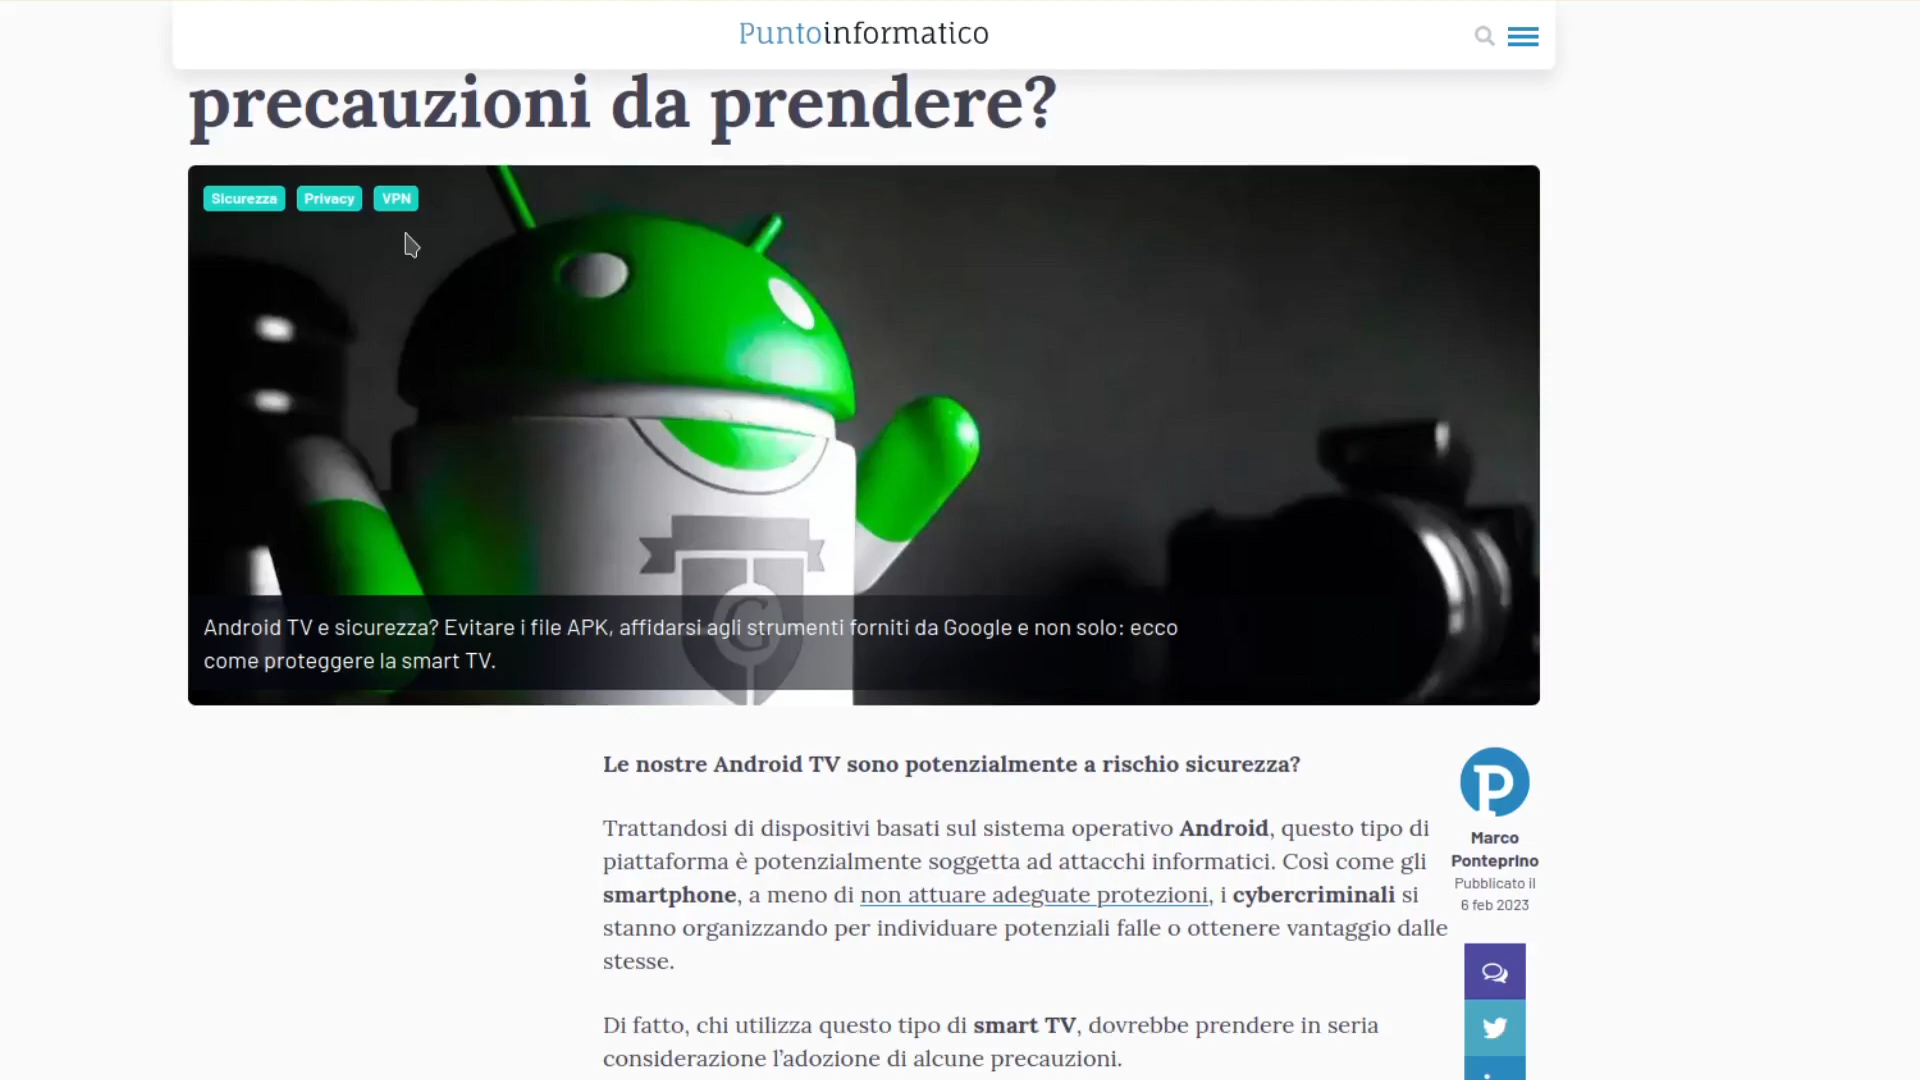 Puntoinformatico
precauzioni da prendere?
Sicurezza Privacy VPN
G
Android TV e sicurezza? Evitare i file APK, affidarsi agli strumenti forniti da Google e non solo: ecco
come proteggere la smart TV.
Le nostre Android TV sono potenzialmente a rischio sicurezza?
Trattandosi di dispositivi basati sul sistema operativo Android, questo tipo di
piattaforma è potenzialmente soggetta ad attacchi informatici. Così come gli
smartphone, a meno di non attuare adeguate protezioni, i cybercriminali si
stanno organizzando per individuare potenziali falle o ottenere vantaggio dalle
stesse.
Di fatto, chi utilizza questo tipo di smart TV, dovrebbe prendere in seria
considerazione l'adozione di alcune precauzioni.
P
Marco
Ponteprino
Pubblicato il
6 feb 2023